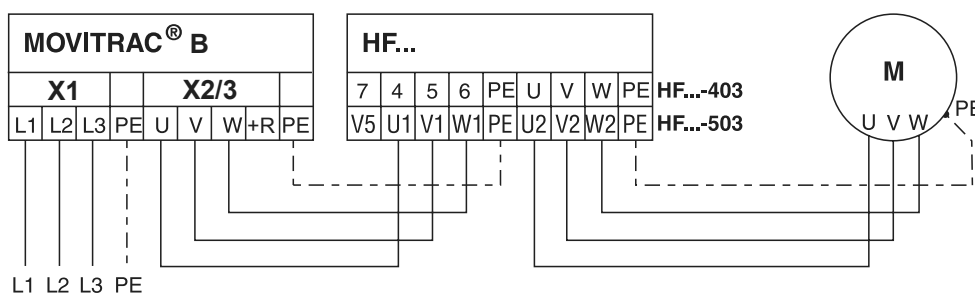 MOVITRAC® B
X1 X2/3
L1 L2 L3 PE U V W +R PE
HF...
7 4 5 6 PE U V W PE HF...-403
V5 U1 V1 W1 PE U2 V2 W2 PE HF...-503
M
U V W PE
L1 L2 L3 PE